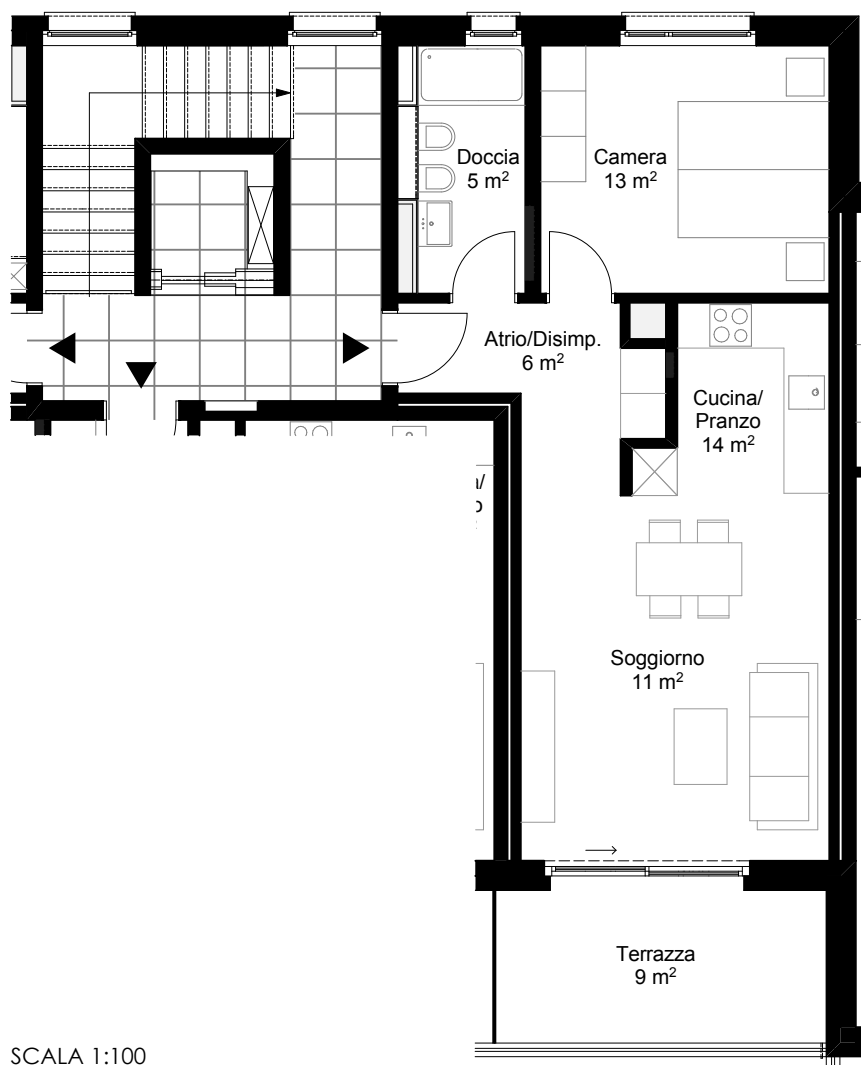 Doccia
5 m²
Camera
13 m²
Atrio/Disimp.
6 m²
Cucina/
Pranzo
14 m²
Soggiorno
11 m²
Terrazza
9 m²
SCALA 1:100